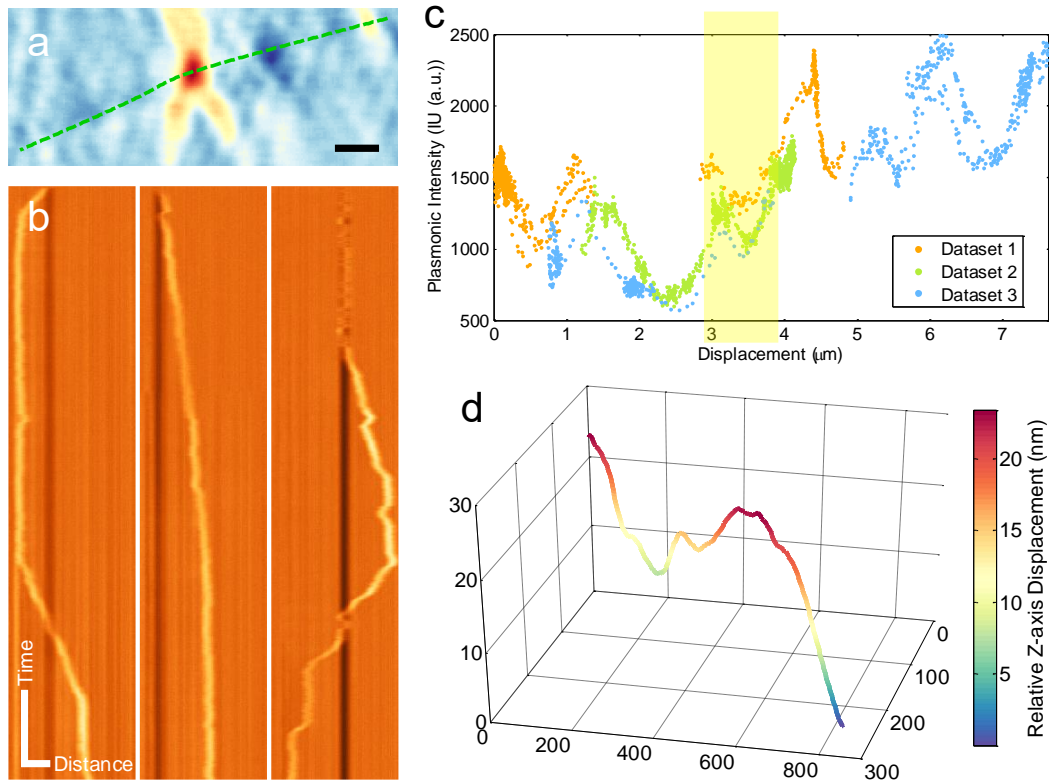 a
b
Time
Distance
c
Plasmonic Intensity (IU (a.u.))
2500
2000
1500
1000
500
0
1
2
3
4
5
6
7
Displacement (μm)
Dataset 1
Dataset 2
Dataset 3
d
30
20
10
0
0
200
400
600
800
300
200
100
0
20
15
10
5
0
Relative Z-axis Displacement (nm)